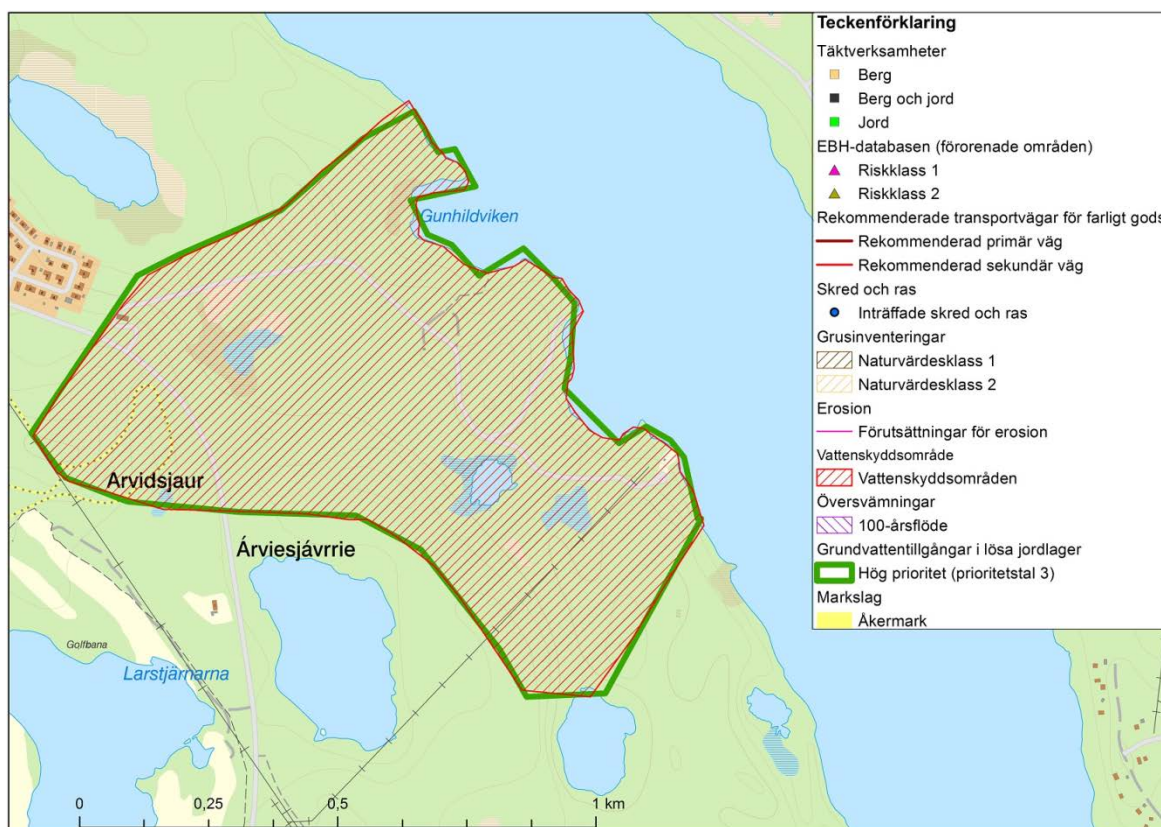 Teckenförklaring
Täktverksamheter
Berg
Berg och jord
Jord
EBH-databasen (förorenade områden)
Riskklass 1
Riskklass 2
Rekommenderade transportvägar för farligt gods
Rekommenderad primär väg
Rekommenderad sekundär väg
Skred och ras
Inträffade skred och ras
Grusinventeringar
Naturvärdesklass 1
Naturvärdesklass 2
Erosion
Förutsättningar för erosion
Vattenskyddsområde
Vattenskyddsområden
Översvämningar
100-årsflöde
Grundvattentillgångar i lösa jordlager
Hög prioritet (prioritetstal 3)
Markslag
Åkermark
Gunhildviken
Arvidsjaur
Árviesjávrrie
Golfbana
Larstjärnarna
0 0,25 0,5 1 km